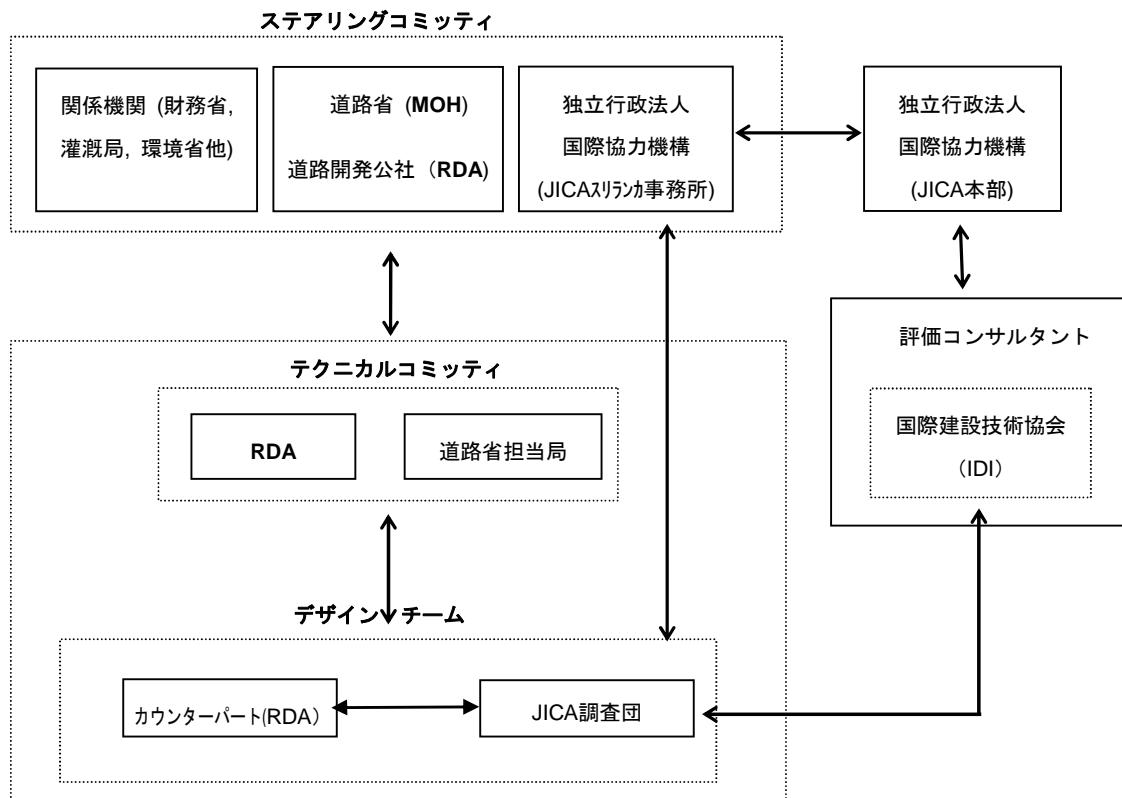 ステアリングコミッティ
関係機関 (財務省,
灌漑局, 環境省他)
道路省 (MOH)
道路開発公社 (RDA)
独立行政法人
国際協力機構
(JICAｽﾘﾗﾝｶ事務所)
独立行政法人
国際協力機構
(JICA本部)
評価コンサルタント
国際建設技術協会
（IDI）
テクニカルコミッティ
RDA
道路省担当局
デザインチーム
カウンターパート(RDA）
JICA調査団